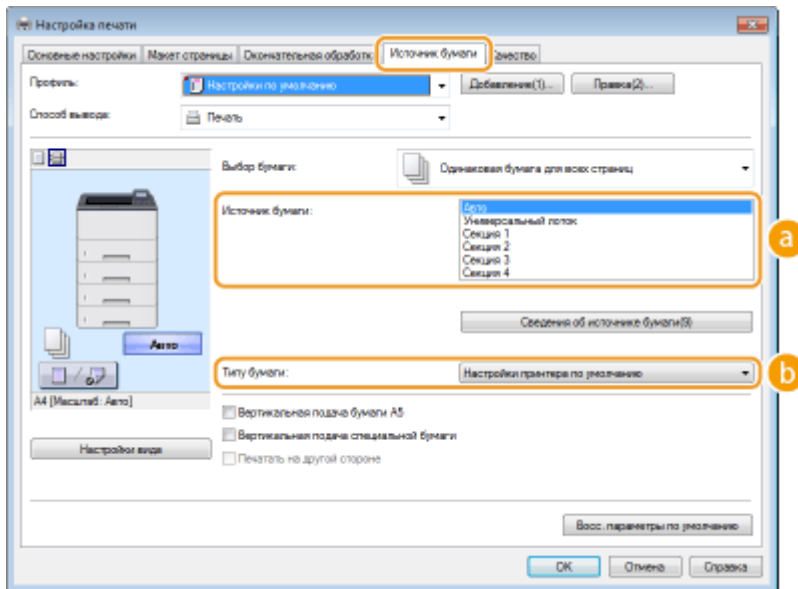 Настройка печати
Основные настройки Макет страницы Окончательная обработка Источник бумаги Качество
Профиль: Настройки по умолчанию Добавление(1)... Правка(2)...
Способ вывода: Печать
Выбор бумаги: Одинаковая бумага для всех страниц
Источник бумаги: Авто
Универсальный лоток
Секция 1
Секция 2
Секция 3
Секция 4
a
Сведения об источнике бумаги(9)
Авто
Типу бумаги: Настройки принтера по умолчанию
b
A4 [Масштаб: Авто]
Вертикальная подача бумаги A5
Вертикальная подача специальной бумаги
Настройки вида
Печатать на другой стороне
Восс. параметры по умолчанию
OK Отмена Справка